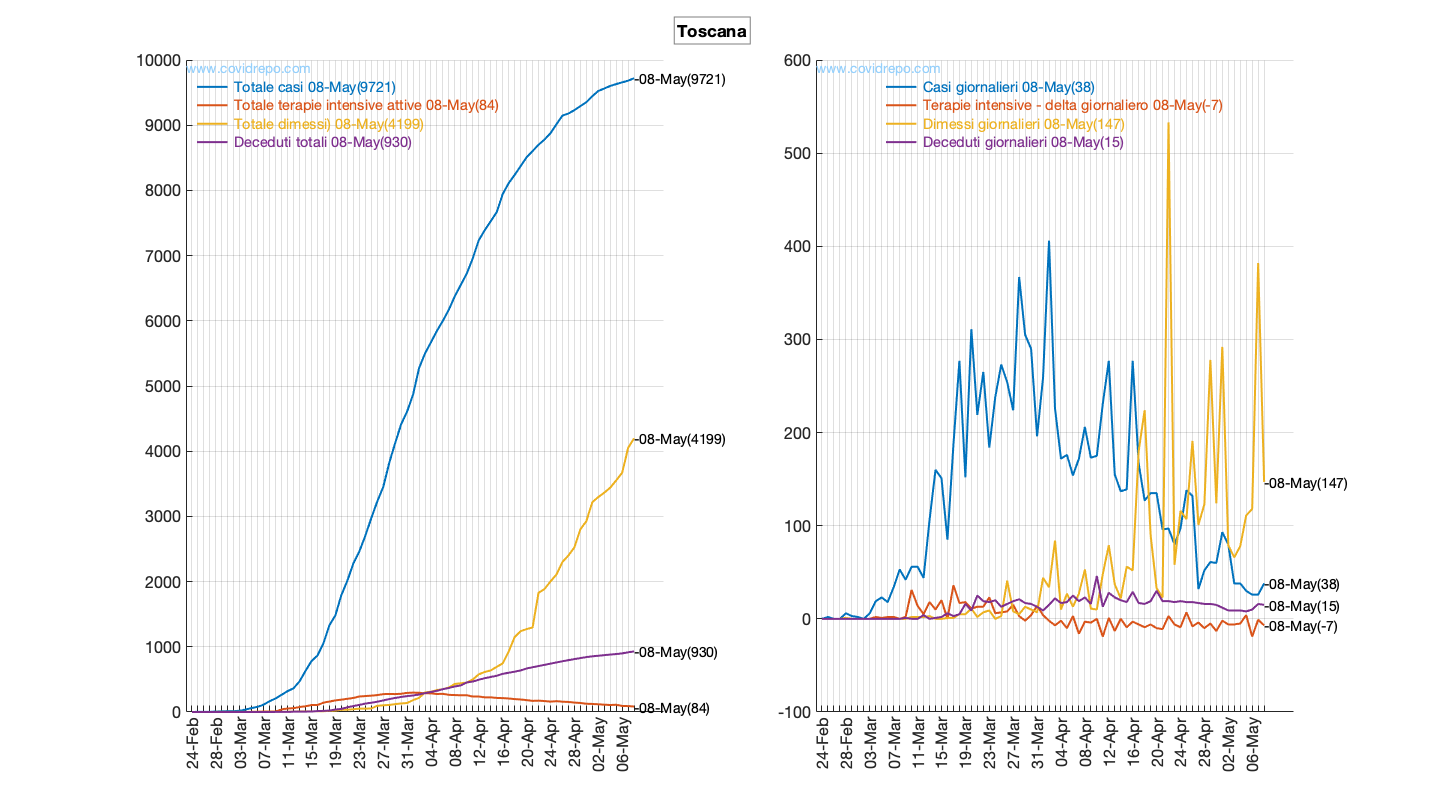 Toscana
www.covidrepo.com
Totale casi 08-May(9721)
Totale terapie intensive attive 08-May(84)
Totale dimessi) 08-May(4199)
Deceduti totali 08-May(930)
10000
9000
8000
7000
6000
5000
4000
3000
2000
1000
0
-08-May(9721)
-08-May(4199)
-08-May(930)
-08-May(84)
24-Feb
28-Feb
03-Mar
07-Mar
11-Mar
15-Mar
19-Mar
23-Mar
27-Mar
31-Mar
04-Apr
08-Apr
12-Apr
16-Apr
20-Apr
24-Apr
28-Apr
02-May
06-May
www.covidrepo.com
Casi giornalieri 08-May(38)
Terapie intensive - delta giornaliero 08-May(-7)
Dimessi giornalieri 08-May(147)
Deceduti giornalieri 08-May(15)
600
500
400
300
200
100
0
-100
-08-May(147)
-08-May(38)
-08-May(15)
-08-May(-7)
24-Feb
28-Feb
03-Mar
07-Mar
11-Mar
15-Mar
19-Mar
23-Mar
27-Mar
31-Mar
04-Apr
08-Apr
12-Apr
16-Apr
20-Apr
24-Apr
28-Apr
02-May
06-May